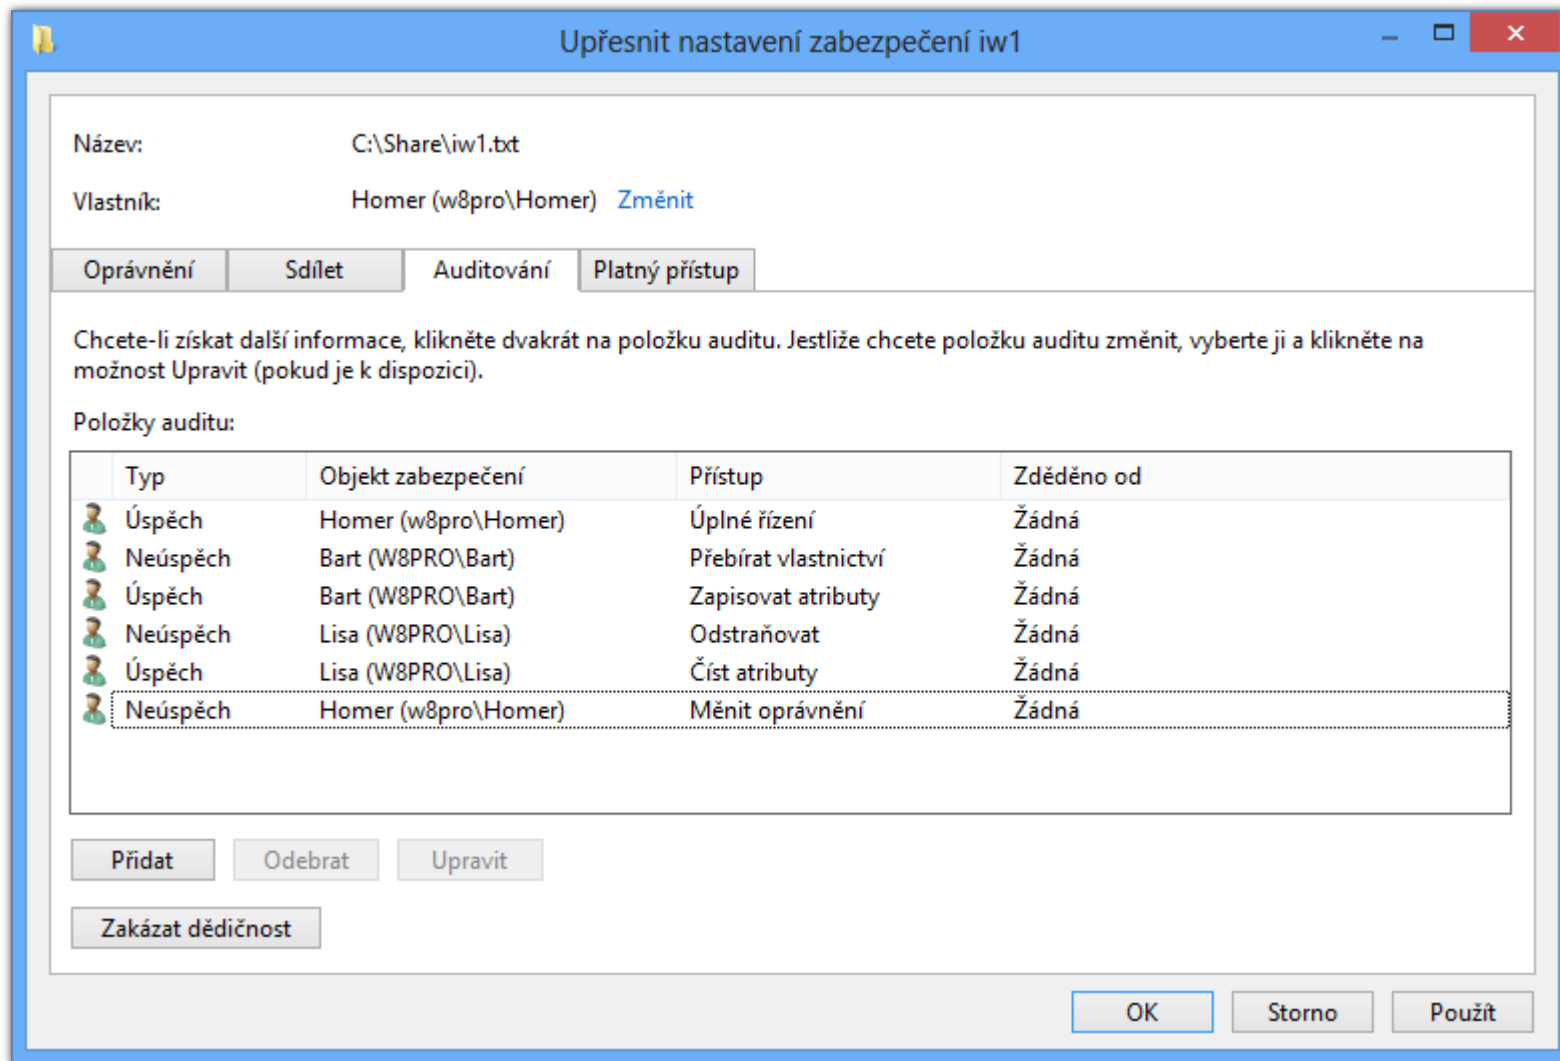 Upřesnit nastavení zabezpečení iw1
Název: C:\Share\iw1.txt
Vlastník: Homer (w8pro\Homer) Změnit
Oprávnění Sdílet Auditování Platný přístup
Chcete-li získat další informace, klikněte dvakrát na položku auditu. Jestliže chcete položku auditu změnit, vyberte ji a klikněte na
možnost Upravit (pokud je k dispozici).
Položky auditu:
Typ Objekt zabezpečení Přístup Zděděno od
Úspěch Homer (w8pro\Homer) Úplné řízení Žádná
Neúspěch Bart (W8PRO\Bart) Přebírat vlastnictví Žádná
Úspěch Bart (W8PRO\Bart) Zapisovat atributy Žádná
Neúspěch Lisa (W8PRO\Lisa) Odstraňovat Žádná
Úspěch Lisa (W8PRO\Lisa) Číst atributy Žádná
Neúspěch Homer (w8pro\Homer) Měnit oprávnění Žádná
Přidat Odebrat Upravit
Zakázat dědičnost
OK Storno Použít